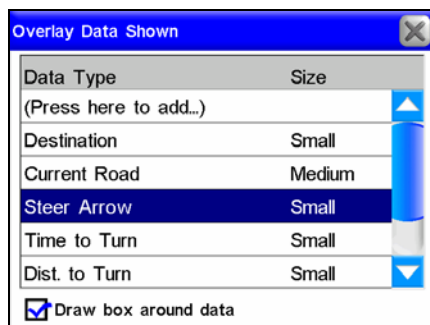 Overlay Data Shown
Data Type Size
(Press here to add...)
Destination Small
Current Road Medium
Steer Arrow Small
Time to Turn Small
Dist. to Turn Small
Draw box around data